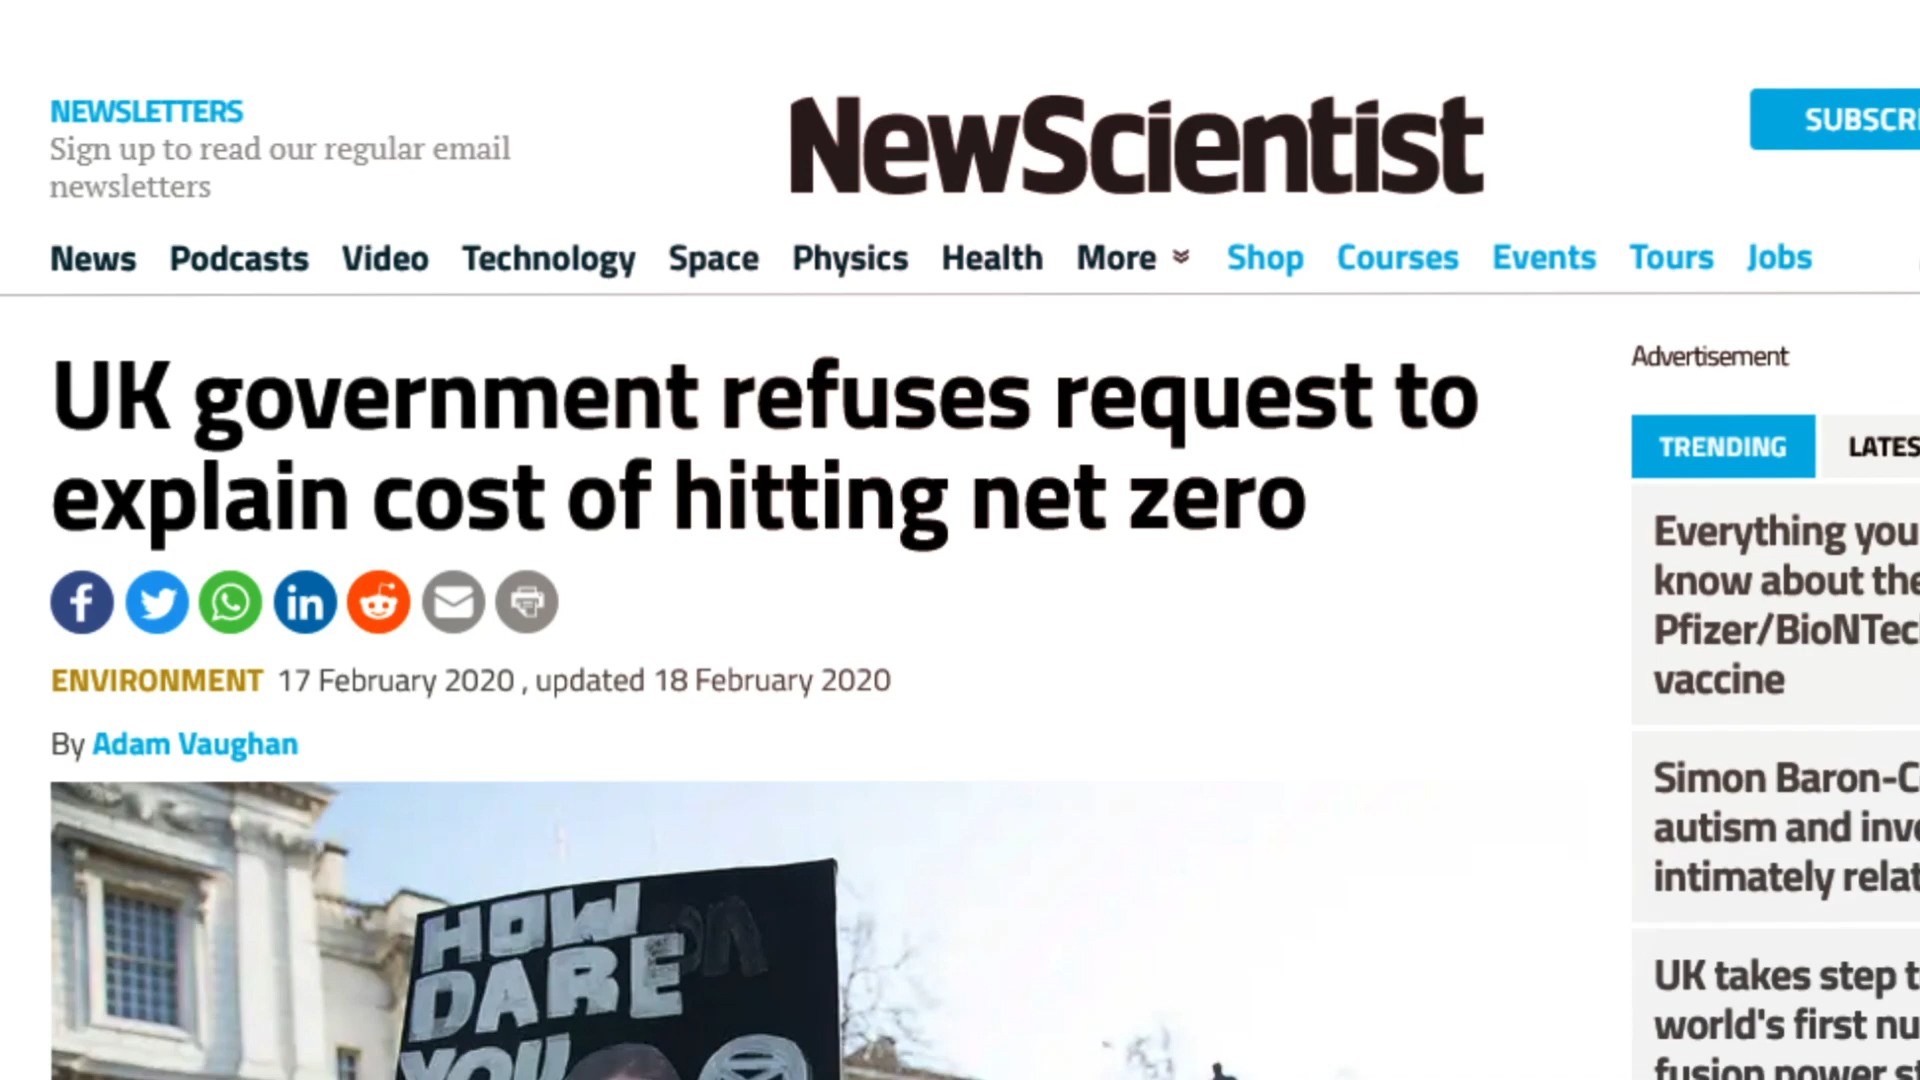 NEWSLETTERS
Sign up to read our regular email
newsletters
NewScientist
SUBSCRI
News Podcasts Video Technology Space Physics Health More Shop Courses Events Tours Jobs
UK government refuses request to
explain cost of hitting net zero
ENVIRONMENT 17 February 2020 , updated 18 February 2020
By Adam Vaughan
HOW
DARE
YOU
Advertisement
TRENDING LATES
Everything you
know about the
Pfizer/BioNTec
vaccine
Simon Baron-C
autism and inve
intimately relat
UK takes step t
world's first nu
fusion power st